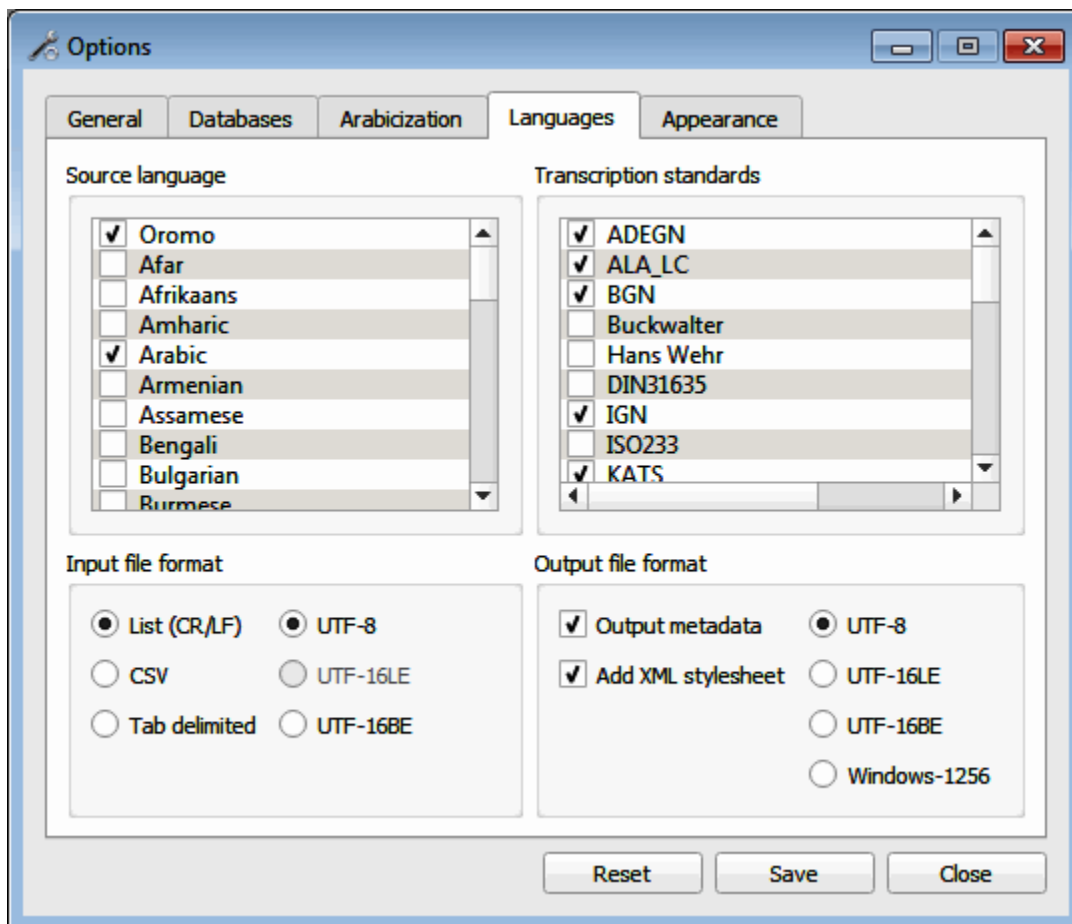 Options
General Databases Arabicization Languages Appearance
Source language
Oromo
Afar
Afrikaans
Amharic
Arabic
Armenian
Assamese
Bengali
Bulgarian
Burmese
Transcription standards
ADEGN
ALA_LC
BGN
Buckwalter
Hans Wehr
DIN31635
IGN
ISO233
KATS
Input file format
List (CR/LF) UTF-8
CSV UTF-16LE
Tab delimited UTF-16BE
Output file format
Output metadata UTF-8
Add XML stylesheet UTF-16LE
UTF-16BE
Windows-1256
Reset Save Close